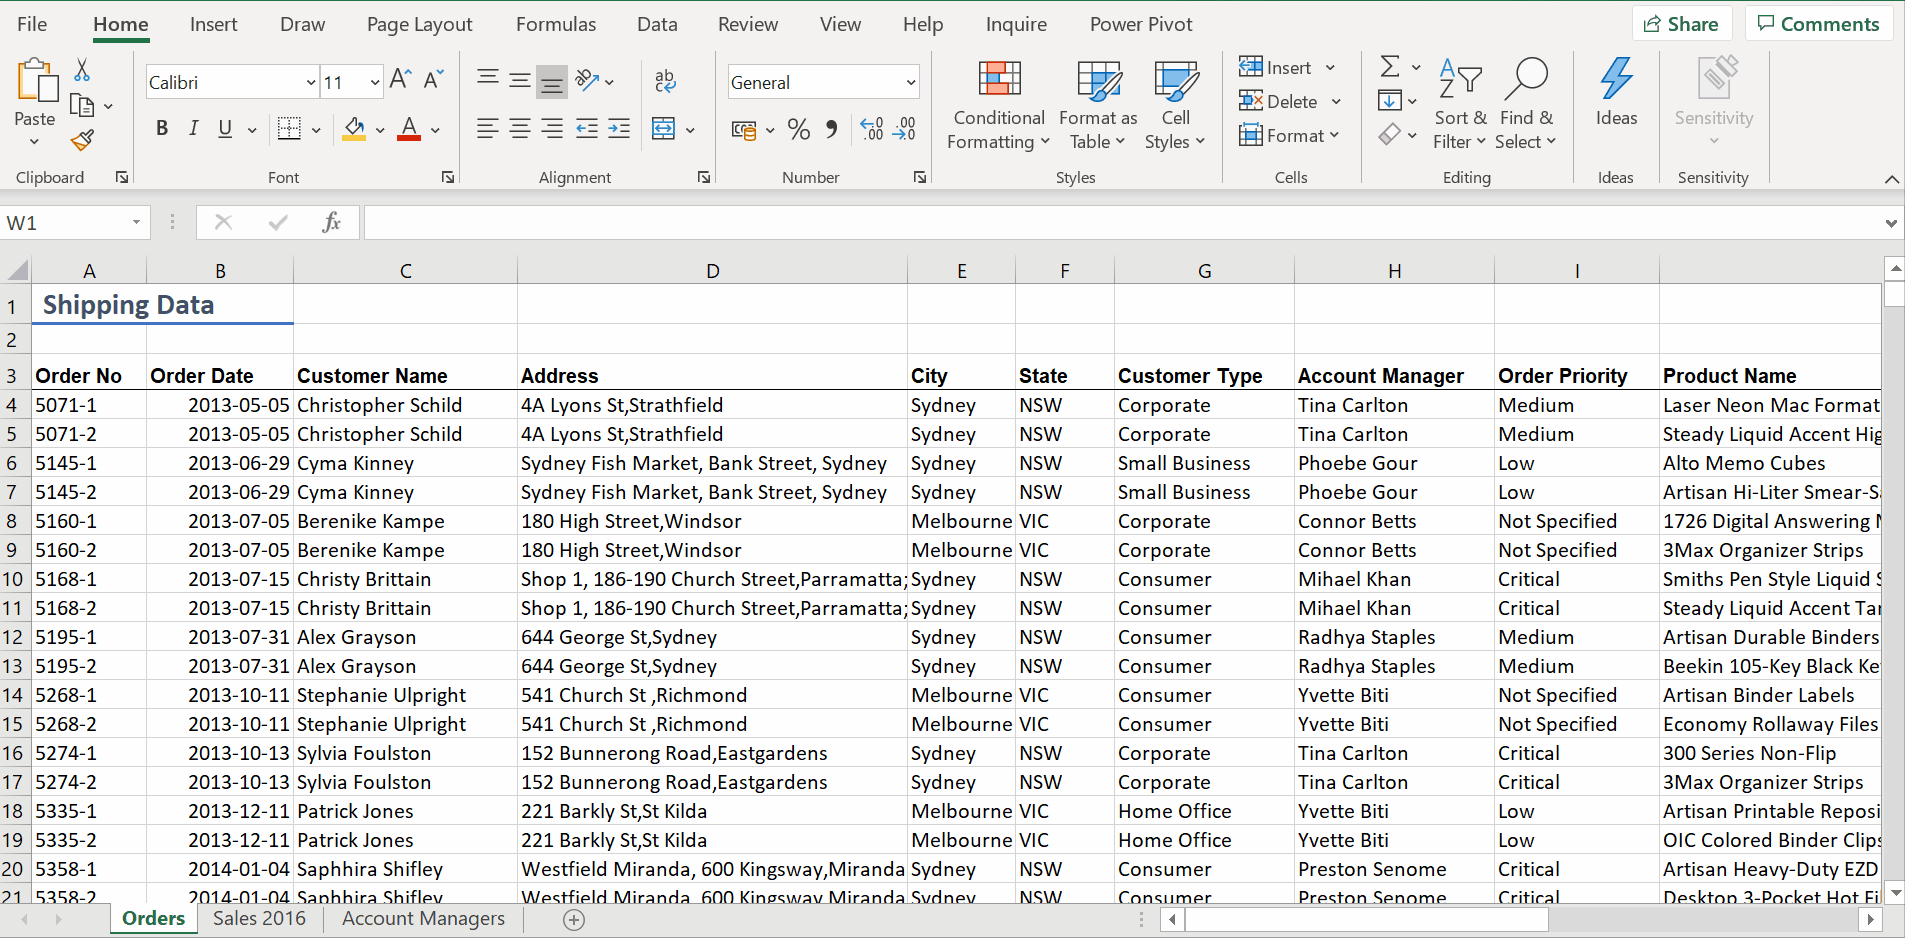 File Home Insert Draw Page Layout Formulas Data Review View Help Inquire Power Pivot Share Comments
Calibri 11 ab General Insert Σ
Delete
Paste B I U % 9 Conditional Formatting Format as Table Cell Styles Format Sort & Filter Find & Select Ideas Sensitivity
Clipboard Font Alignment Number Styles Cells Editing Ideas Sensitivity
W1 fx
A B C D E F G H I
1 Shipping Data
2
3 Order No Order Date Customer Name Address City State Customer Type Account Manager Order Priority Product Name
4 5071-1 2013-05-05 Christopher Schild 4A Lyons St,Strathfield Sydney NSW Corporate Tina Carlton Medium Laser Neon Mac Format
5 5071-2 2013-05-05 Christopher Schild 4A Lyons St,Strathfield Sydney NSW Corporate Tina Carlton Medium Steady Liquid Accent
6 5145-1 2013-06-29 Cyma Kinney Sydney Fish Market, Bank Street, Sydney Sydney NSW Small Business Phoebe Gour Low Alto Memo Cubes
7 5145-2 2013-06-29 Cyma Kinney Sydney Fish Market, Bank Street, Sydney Sydney NSW Small Business Phoebe Gour Low Artisan Hi-Liter
8 5160-1 2013-07-05 Berenike Kampe 180 High Street,Windsor Melbourne VIC Corporate Connor Betts Not Specified 1726 Digital Answering
9 5160-2 2013-07-05 Berenike Kampe 180 High Street,Windsor Melbourne VIC Corporate Connor Betts Not Specified 3Max Organizer Strips
10 5168-1 2013-07-15 Christy Brittain Shop 1, 186-190 Church Street,Parramatta; Sydney NSW Consumer Mihael Khan Critical Smiths Pen Style Liquid
11 5168-2 2013-07-15 Christy Brittain Shop 1, 186-190 Church Street,Parramatta; Sydney NSW Consumer Mihael Khan Critical Steady Liquid Accent
12 5195-1 2013-07-31 Alex Grayson 644 George St,Sydney Sydney NSW Consumer Radhya Staples Medium Artisan Durable Binders
13 5195-2 2013-07-31 Alex Grayson 644 George St,Sydney Sydney NSW Consumer Radhya Staples Medium Beekin 105-Key Black
14 5268-1 2013-10-11 Stephanie Ulpright 541 Church St ,Richmond Melbourne VIC Consumer Yvette Biti Not Specified Artisan Binder Labels
15 5268-2 2013-10-11 Stephanie Ulpright 541 Church St ,Richmond Melbourne VIC Consumer Yvette Biti Not Specified Economy Rollaway Files
16 5274-1 2013-10-13 Sylvia Foulston 152 Bunnerong Road,Eastgardens Sydney NSW Corporate Tina Carlton Critical 300 Series Non-Flip
17 5274-2 2013-10-13 Sylvia Foulston 152 Bunnerong Road,Eastgardens Sydney NSW Corporate Tina Carlton Critical 3Max Organizer Strips
18 5335-1 2013-12-11 Patrick Jones 221 Barkly St,St Kilda Melbourne VIC Home Office Yvette Biti Low Artisan Printable
19 5335-2 2013-12-11 Patrick Jones 221 Barkly St,St Kilda Melbourne VIC Home Office Yvette Biti Low OIC Colored Binder Clips
20 5358-1 2014-01-04 Saphhira Shifley Westfield Miranda, 600 Kingsway,Miranda Sydney NSW Consumer Preston Senome Critical Artisan Heavy-Duty EZD
21 5358-2 2014-01-04 Saphhira Shifley Westfield Miranda, 600 Kingsway,Miranda Sydney NSW Consumer Preston Senome Critical Desktop 3-Pocket Hot
Orders Sales 2016 Account Managers